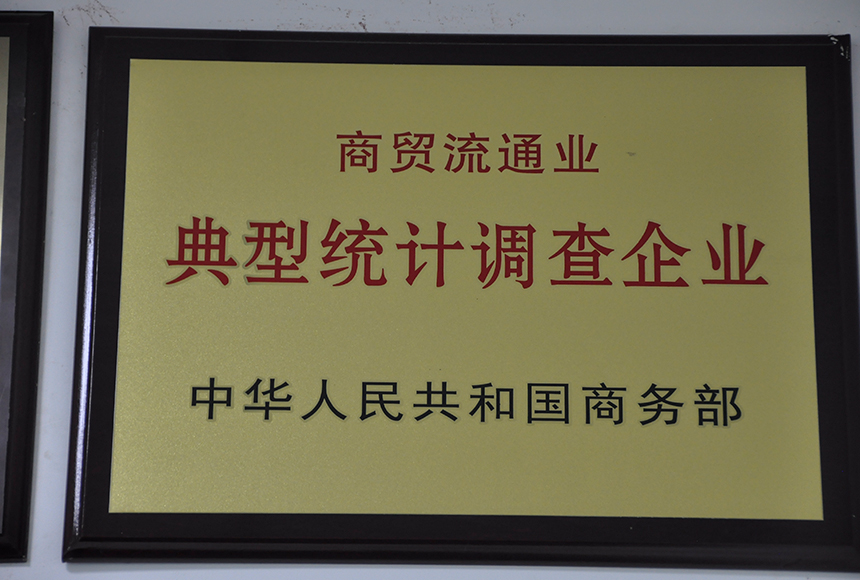 商贸流通业
典型统计调查企业
中华人民共和国商务部